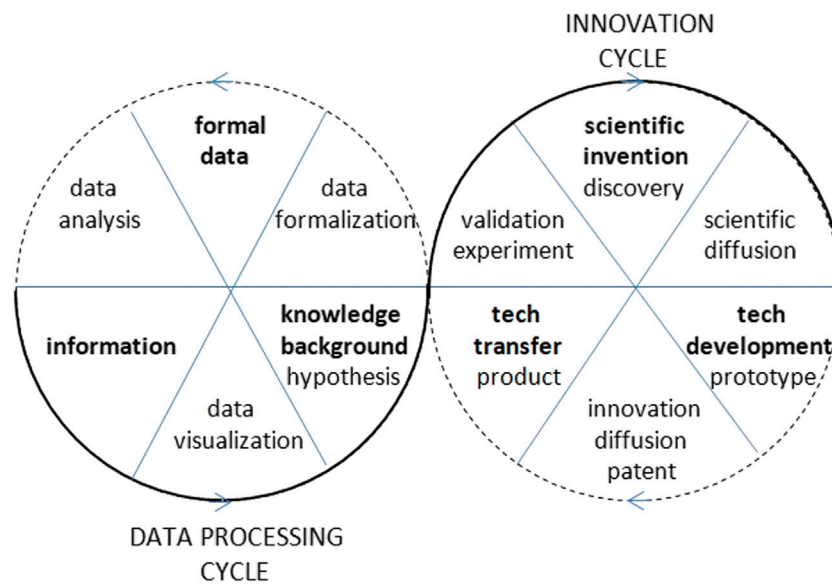 INNOVATION
CYCLE
formal
data
data
analysis
data
formalization
information
knowledge
background
hypothesis
data
visualization
DATA PROCESSING
CYCLE
scientific
invention
discovery
validation
experiment
scientific
diffusion
tech
transfer
product
tech
development
prototype
innovation
diffusion
patent